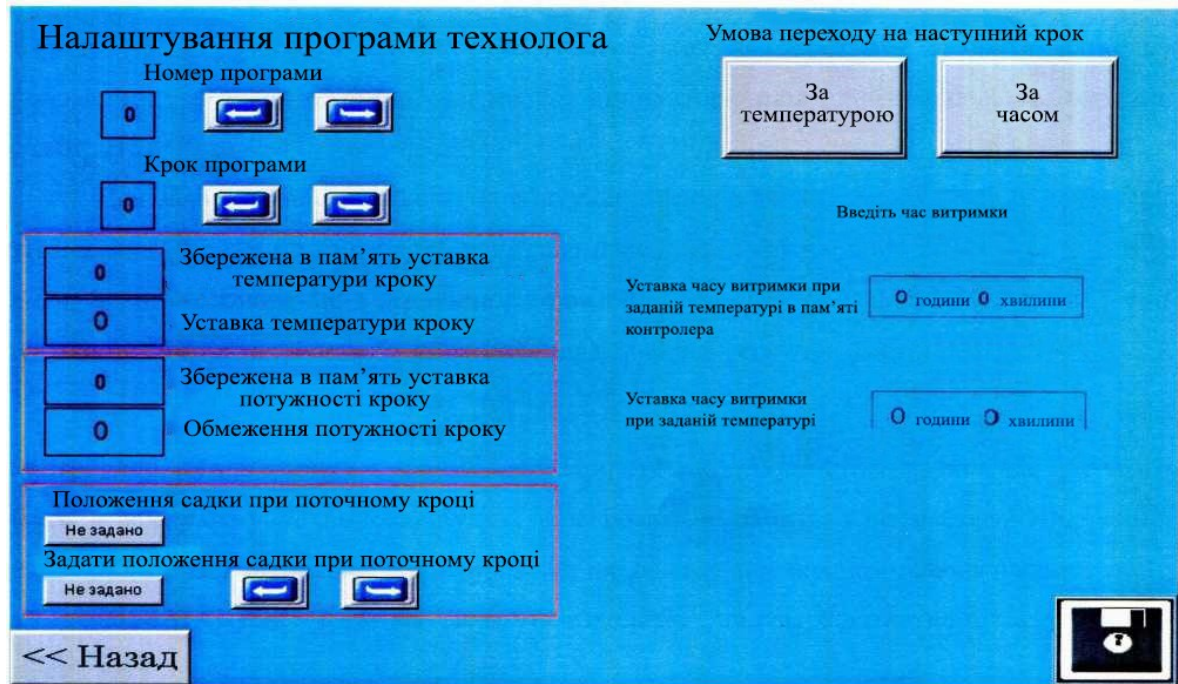 Налаштування програми технолога
Номер програми
0
Крок програми
0
0
Збережена в пам’ять уставка
температури кроку
0
Уставка температури кроку
0
Збережена в пам’ять уставка
потужності кроку
0
Обмеження потужності кроку
Положення садки при поточному кроці
Не задано
Задати положення садки при поточному кроці
Не задано
<< Назад
Умова переходу на наступний крок
За
температурою
За
часом
Введіть час витримки
Уставка часу витримки при
заданій температурі в пам’яті
контролера
0 години 0 хвилини
Уставка часу витримки
при заданій температурі
0 години 0 хвилини